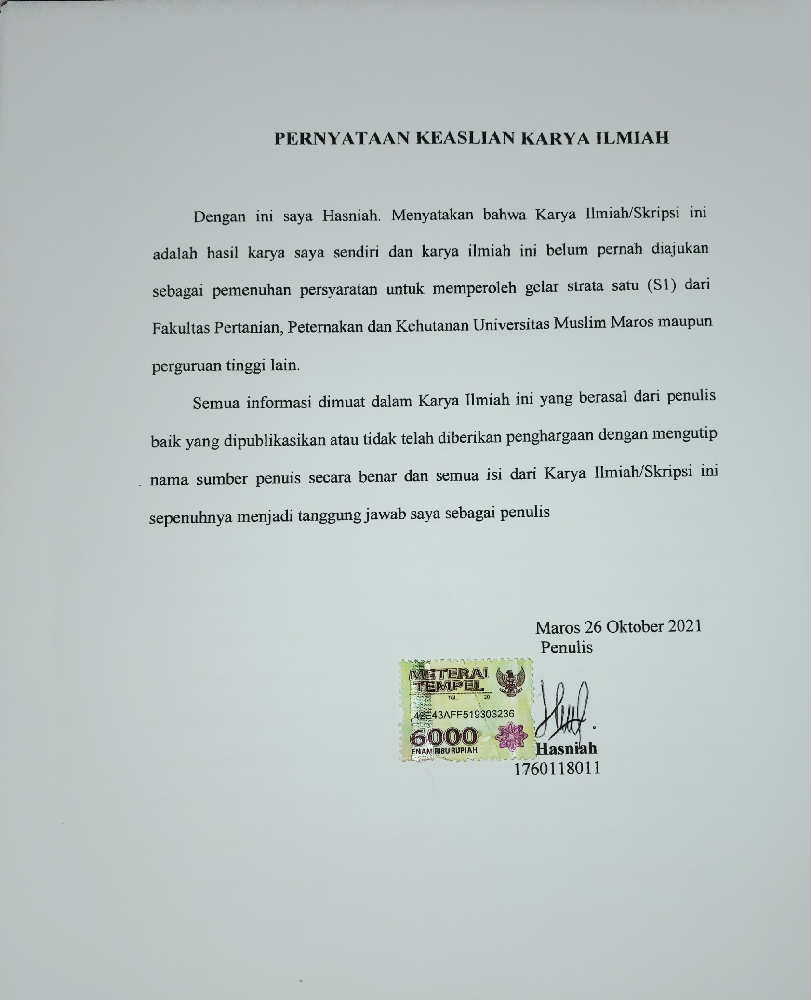 PERNYATAAN KEASLIAN KARYA ILMIAH
Dengan ini saya Hasniah. Menyatakan bahwa Karya Ilmiah/Skripsi ini
adalah hasil karya saya sendiri dan karya ilmiah ini belum pernah diajukan
sebagai pemenuhan persyaratan untuk memperoleh gelar strata satu (S1) dari
Fakultas Pertanian, Peternakan dan Kehutanan Universitas Muslim Maros maupun
perguruan tinggi lain.
Semua informasi dimuat dalam Karya Ilmiah ini yang berasal dari penulis
baik yang dipublikasikan atau tidak telah diberikan penghargaan dengan mengutip
nama sumber penuis secara benar dan semua isi dari Karya Ilmiah/Skripsi ini
sepenuhnya menjadi tanggung jawab saya sebagai penulis
Maros 26 Oktober 2021
Penulis
METERAI
TEMPEL
TGL. 20
42E43AFF519303236
6000
ENAM RIBU RUPIAH
Hasniah
1760118011